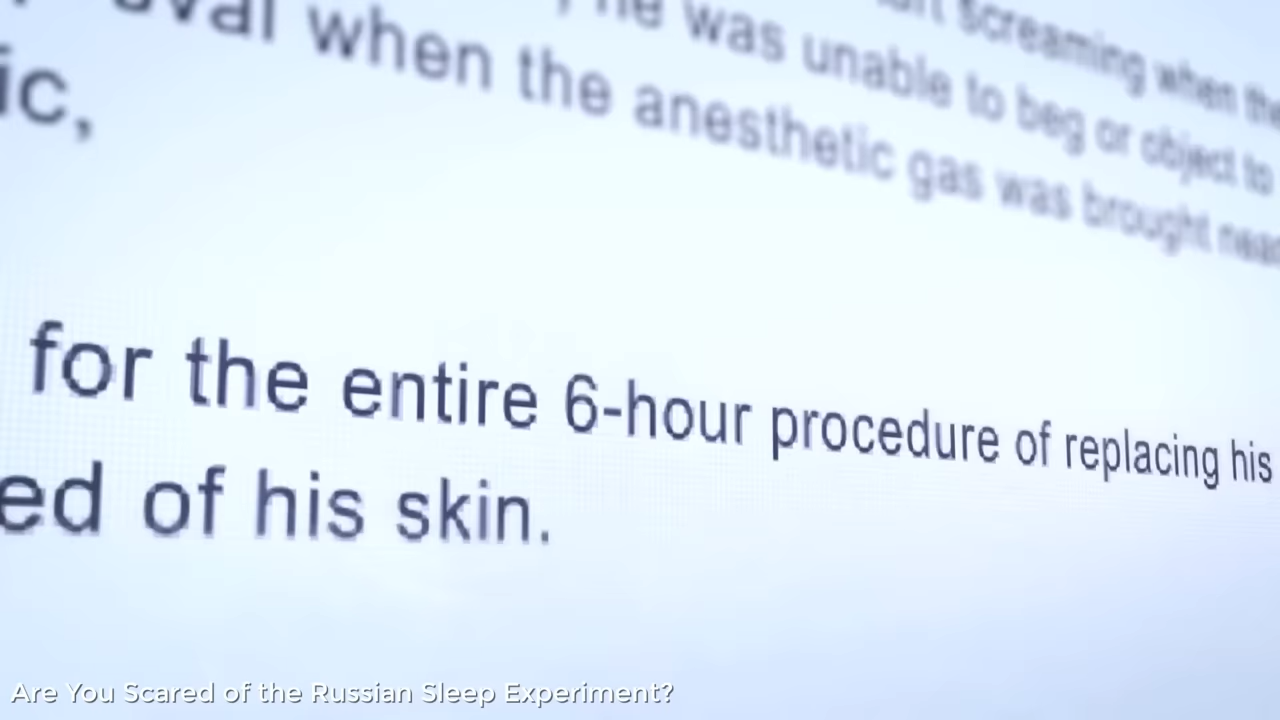 screaming when the
he was unable to beg or object to
when the anesthetic gas was brought
ic,
for the entire 6-hour procedure of replacing his
ed of his skin.
Are You Scared of the Russian Sleep Experiment?